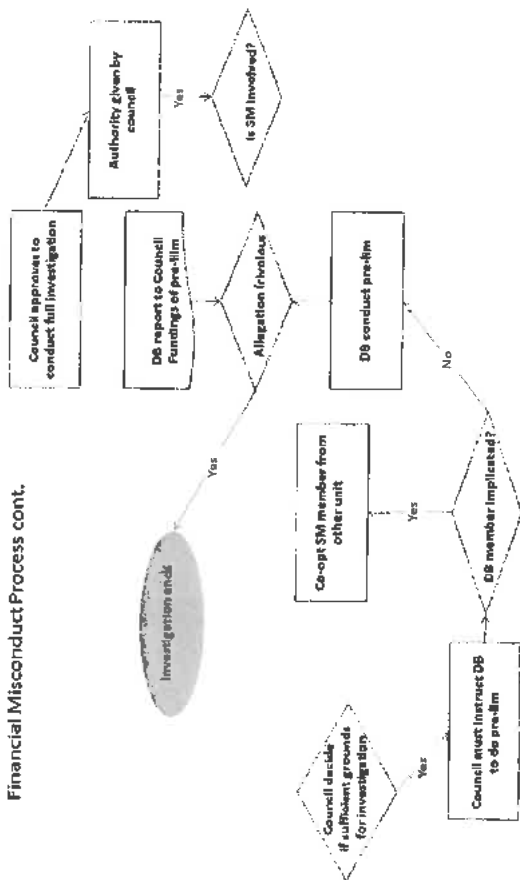 Financial Misconduct Process cont.
Council decide
if sufficient grounds
for investigation
Yes
Council must instruct DB
to do pre-lim
DB member implicated?
Yes
Co-opt SM member from
other unit
No
DB conduct pre-lim
Allegation frivolous
Yes
Investigation ends
DB report to Council
Fundings of pre-film
Council approves to
conduct full investigation
Authority given by
council
Yes
Is SM involved?